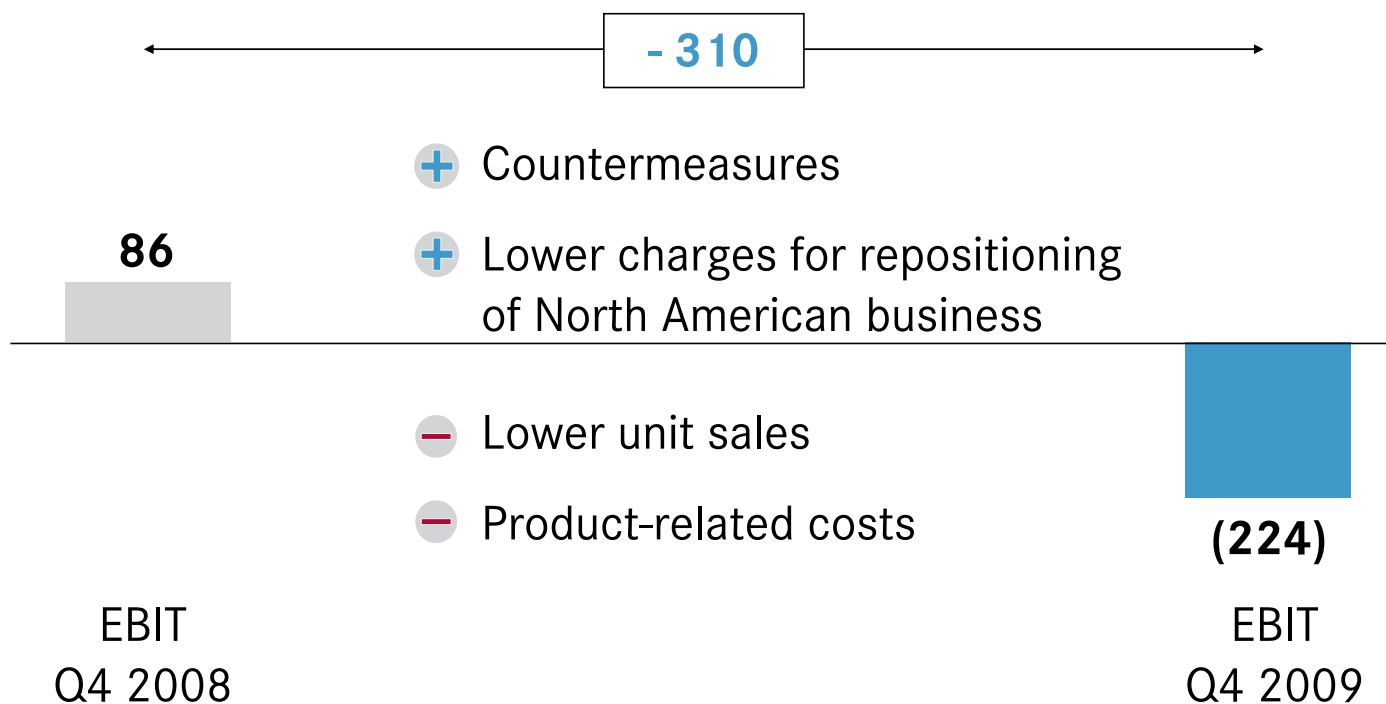 - 310
Countermeasures
86
Lower charges for repositioning
of North American business
Lower unit sales
Product-related costs
(224)
EBIT
Q4 2008
EBIT
Q4 2009